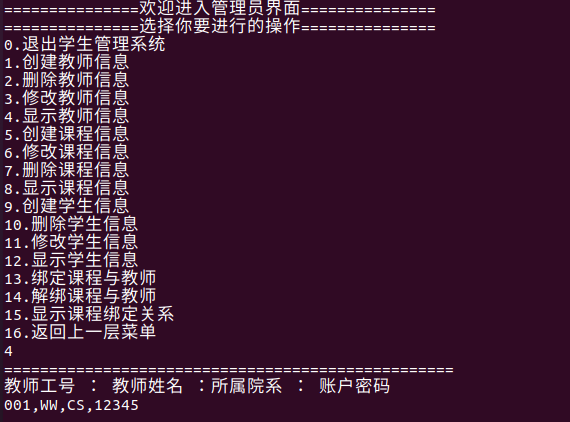 ===============欢迎进入管理员界面===============
===============选择你要进行的操作===============
0.退出学生管理系统
1.创建教师信息
2.删除教师信息
3.修改教师信息
4.显示教师信息
5.创建课程信息
6.修改课程信息
7.删除课程信息
8.显示课程信息
9.创建学生信息
10.删除学生信息
11.修改学生信息
12.显示学生信息
13.绑定课程与教师
14.解绑课程与教师
15.显示课程绑定关系
16.返回上一层菜单
4
==================================================
教师工号 : 教师姓名 :所属院系 : 账户密码
001,WW,CS,12345